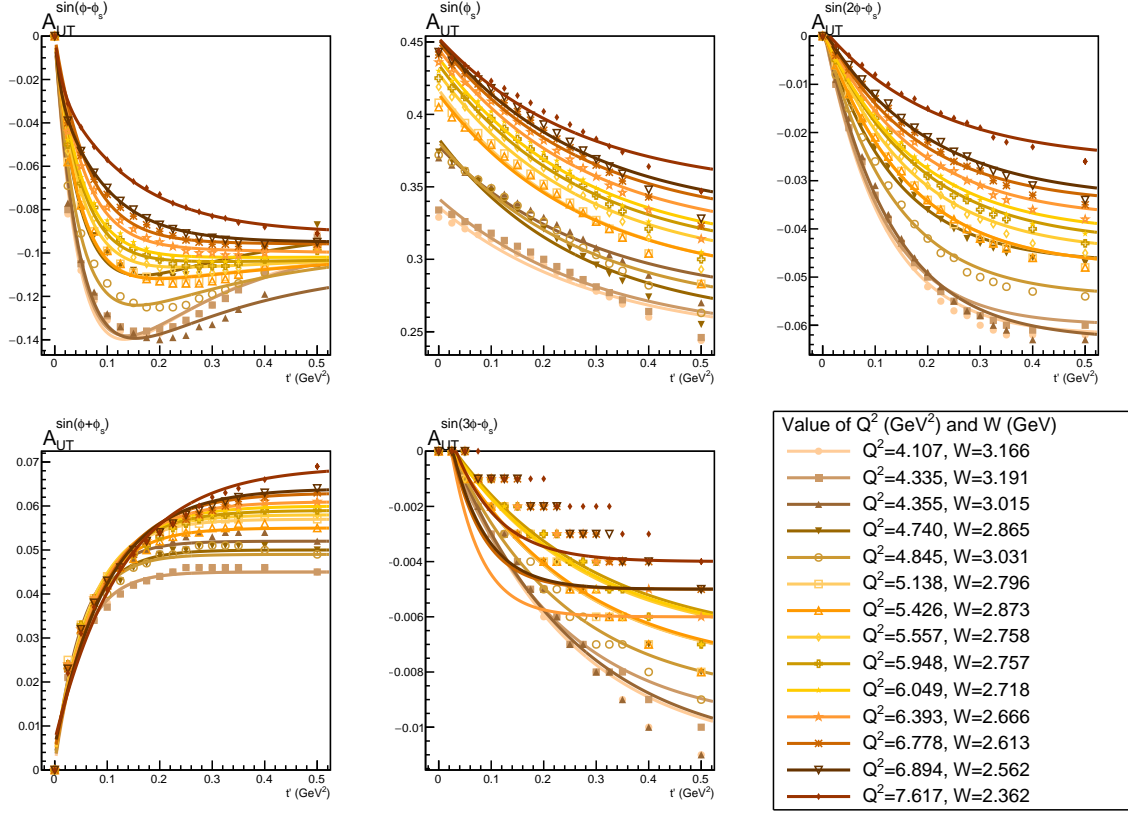 A_UT^sin(ϕ-ϕ_s)
0
−0.02
−0.04
−0.06
−0.08
−0.1
−0.12
−0.14
0 0.1 0.2 0.3 0.4 0.5
t' (GeV²)
A_UT^sin(ϕ_s)
0.45
0.4
0.35
0.3
0.25
0 0.1 0.2 0.3 0.4 0.5
t' (GeV²)
A_UT^sin(2ϕ-ϕ_s)
0
−0.01
−0.02
−0.03
−0.04
−0.05
−0.06
0 0.1 0.2 0.3 0.4 0.5
t' (GeV²)
A_UT^sin(ϕ+ϕ_s)
0.07
0.06
0.05
0.04
0.03
0.02
0.01
0
0 0.1 0.2 0.3 0.4 0.5
t' (GeV²)
A_UT^sin(3ϕ-ϕ_s)
0
−0.002
−0.004
−0.006
−0.008
−0.01
0 0.1 0.2 0.3 0.4 0.5
t' (GeV²)
Value of Q² (GeV²) and W (GeV)
Q²=4.107, W=3.166
Q²=4.335, W=3.191
Q²=4.355, W=3.015
Q²=4.740, W=2.865
Q²=4.845, W=3.031
Q²=5.138, W=2.796
Q²=5.426, W=2.873
Q²=5.557, W=2.758
Q²=5.948, W=2.757
Q²=6.049, W=2.718
Q²=6.393, W=2.666
Q²=6.778, W=2.613
Q²=6.894, W=2.562
Q²=7.617, W=2.362